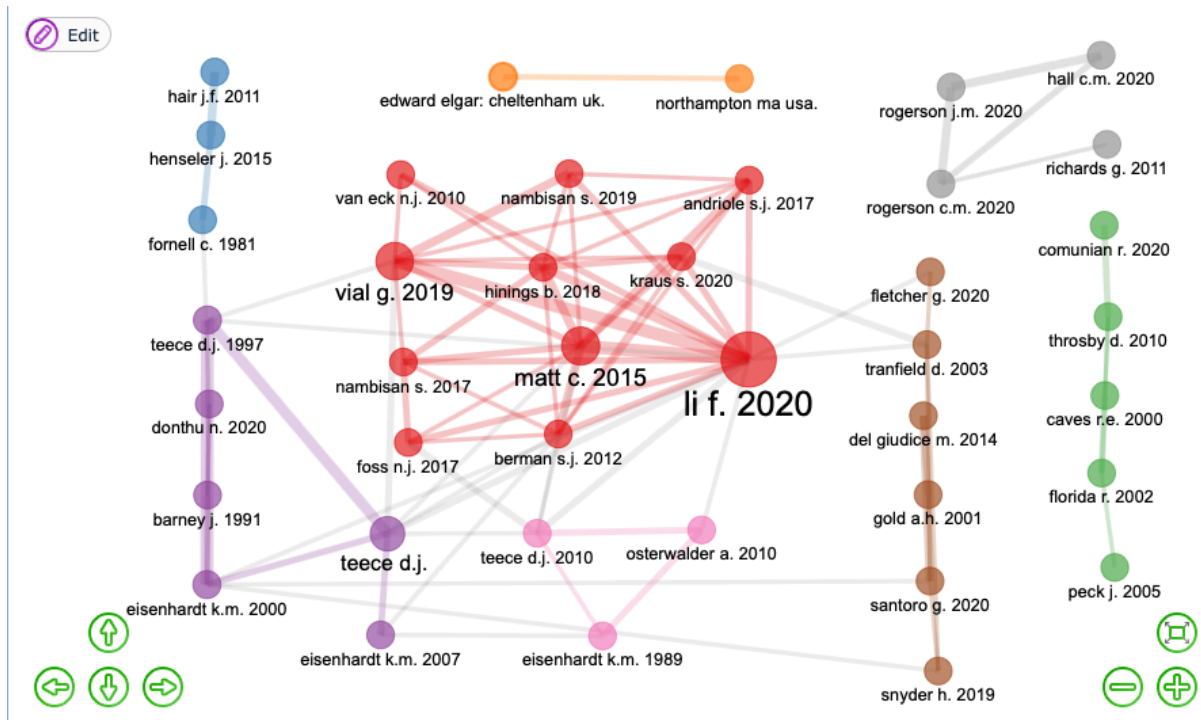 Edit
hair j.f. 2011
henseler j. 2015
fornell c. 1981
edward elgar: cheltenham uk.
northampton ma usa.
hall c.m. 2020
rogerson j.m. 2020
richards g. 2011
rogerson c.m. 2020
van eck n.j. 2010
nambisan s. 2019
andriole s.j. 2017
vial g. 2019
hinings b. 2018
kraus s. 2020
nambisan s. 2017
matt c. 2015
li f. 2020
foss n.j. 2017
berman s.j. 2012
teece d.j. 1997
donthu n. 2020
barney j. 1991
eisenhardt k.m. 2000
teece d.j.
eisenhardt k.m. 2007
teece d.j. 2010
osterwalder a. 2010
eisenhardt k.m. 1989
fletcher g. 2020
tranfield d. 2003
del giudice m. 2014
gold a.h. 2001
santoro g. 2020
snyder h. 2019
comunian r. 2020
throsby d. 2010
caves r.e. 2000
florida r. 2002
peck j. 2005